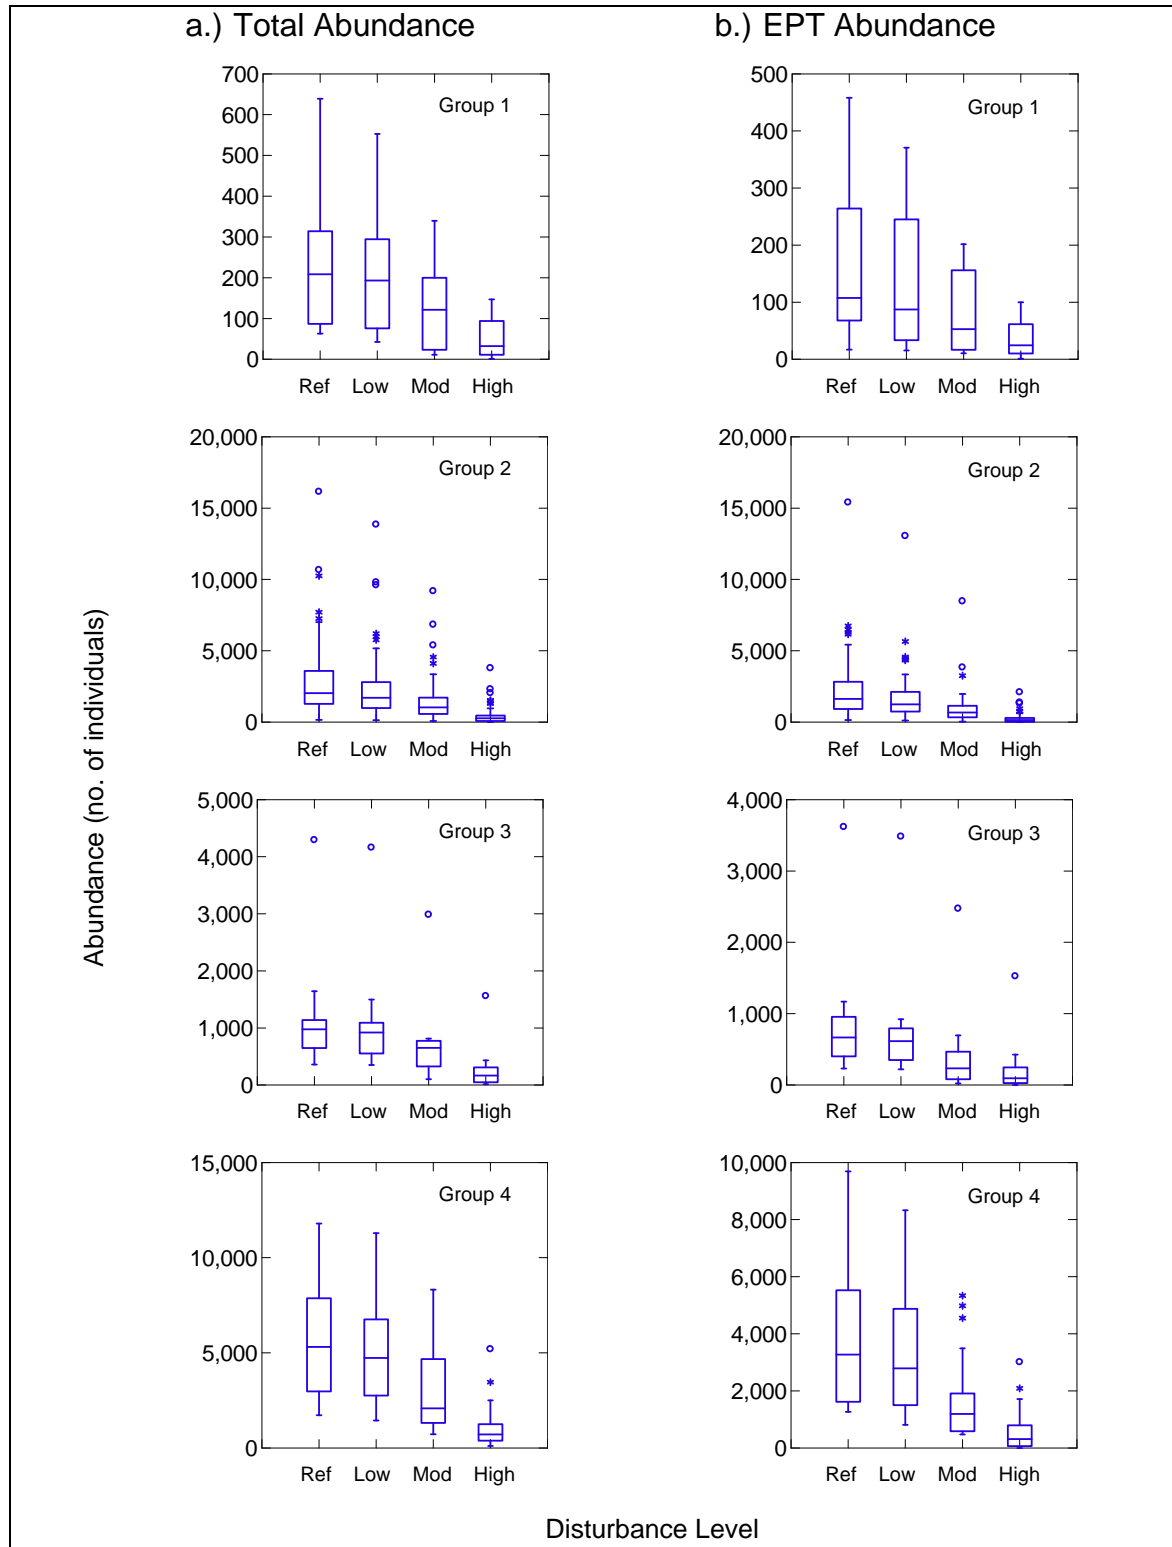 a.) Total Abundance
b.) EPT Abundance
Abundance (no. of individuals)
700
600
500
400
300
200
100
0
Group 1
Ref Low Mod High
500
400
300
200
100
0
Group 1
Ref Low Mod High
20,000
15,000
10,000
5,000
0
Group 2
Ref Low Mod High
20,000
15,000
10,000
5,000
0
Group 2
Ref Low Mod High
5,000
4,000
3,000
2,000
1,000
0
Group 3
Ref Low Mod High
4,000
3,000
2,000
1,000
0
Group 3
Ref Low Mod High
15,000
10,000
5,000
0
Group 4
Ref Low Mod High
10,000
8,000
6,000
4,000
2,000
0
Group 4
Ref Low Mod High
Disturbance Level